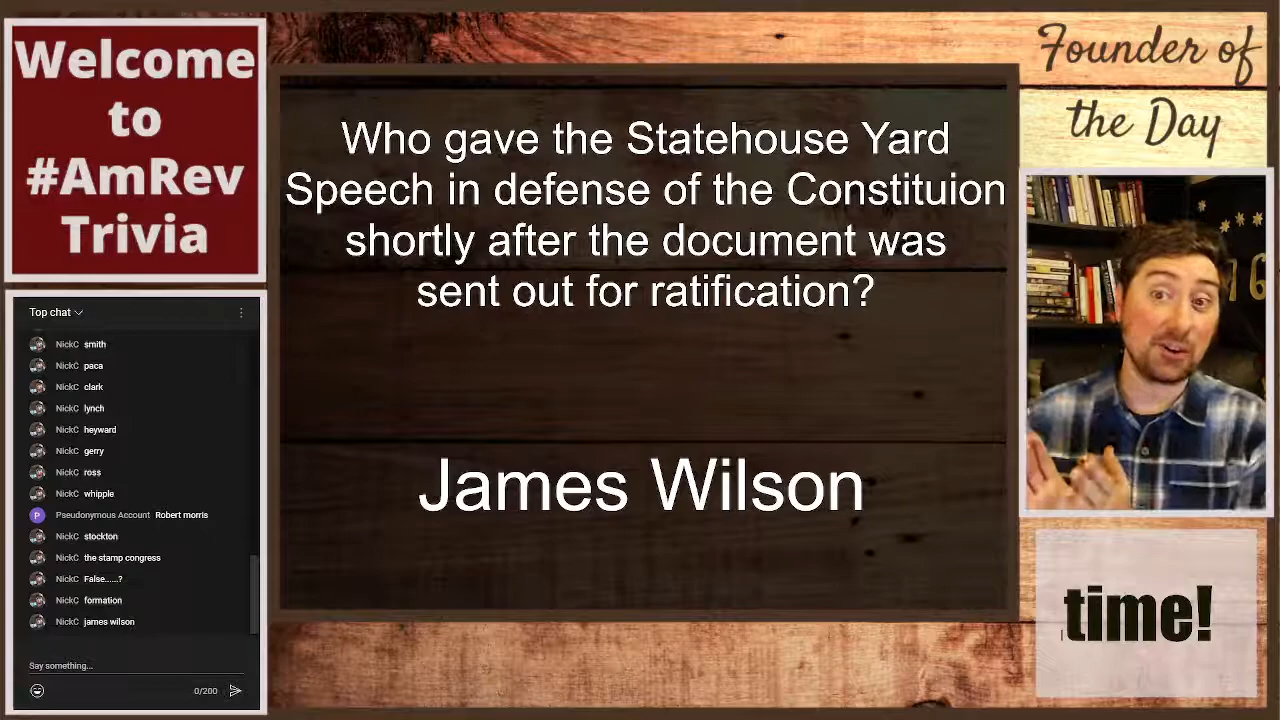 Welcome
to
#AmRev
Trivia
Top chat
NickC smith
NickC paca
NickC clark
NickC lynch
NickC heyward
NickC gerry
NickC ross
NickC whipple
P Pseudonymous Account Robert morris
NickC stockton
NickC the stamp congress
NickC False......?
NickC formation
NickC james wilson
Say something...
0/200
Who gave the Statehouse Yard
Speech in defense of the Constituion
shortly after the document was
sent out for ratification?
James Wilson
Founder of
the Day
time!